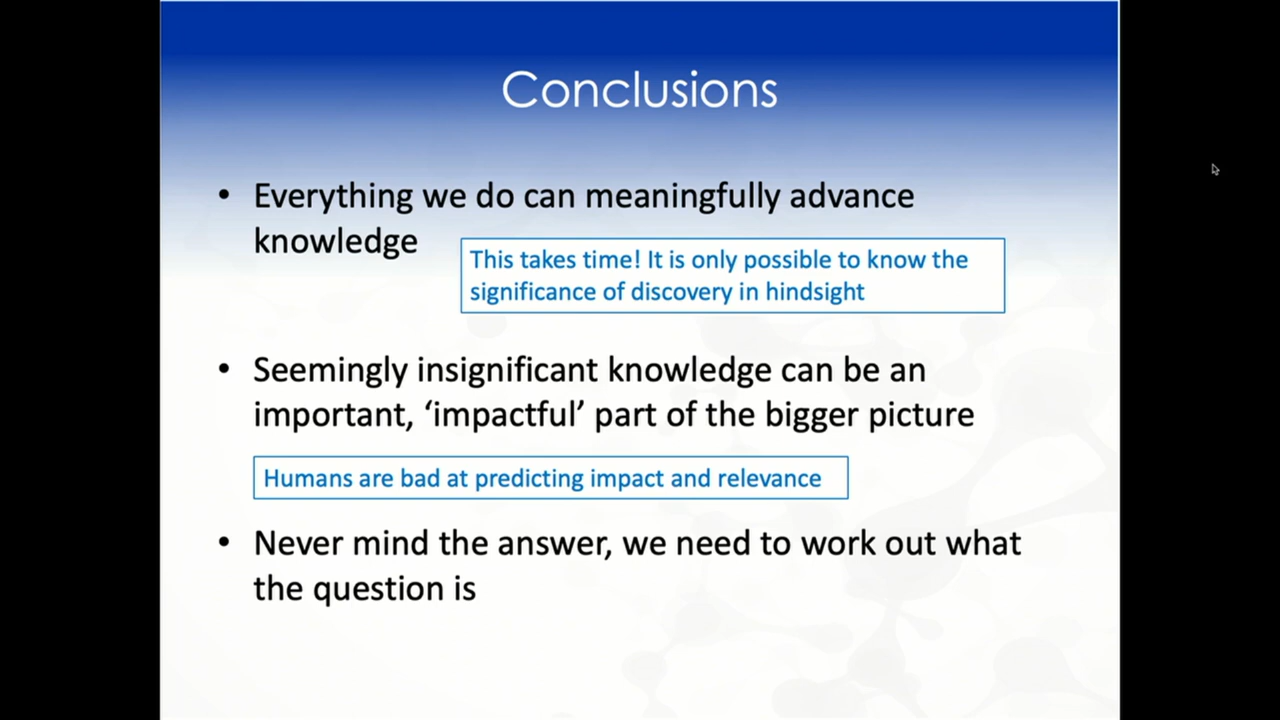 Conclusions
• Everything we do can meaningfully advance
knowledge
This takes time! It is only possible to know the
significance of discovery in hindsight
• Seemingly insignificant knowledge can be an
important, ‘impactful’ part of the bigger picture
Humans are bad at predicting impact and relevance
• Never mind the answer, we need to work out what
the question is